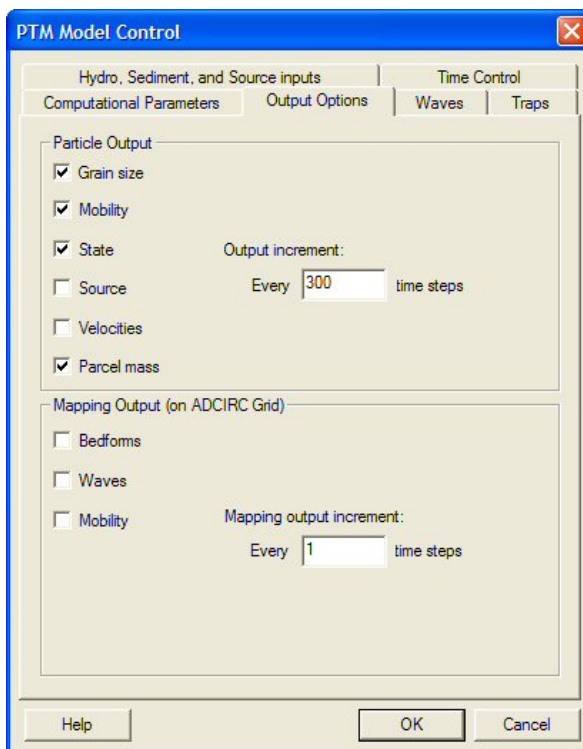 PTM Model Control
Hydro, Sediment, and Source inputs
Time Control
Computational Parameters
Output Options
Waves
Traps
Particle Output
Grain size
Mobility
State
Output increment:
Source
Every 300 time steps
Velocities
Parcel mass
Mapping Output (on ADCIRC Grid)
Bedforms
Waves
Mobility
Mapping output increment:
Every 1 time steps
Help
OK
Cancel